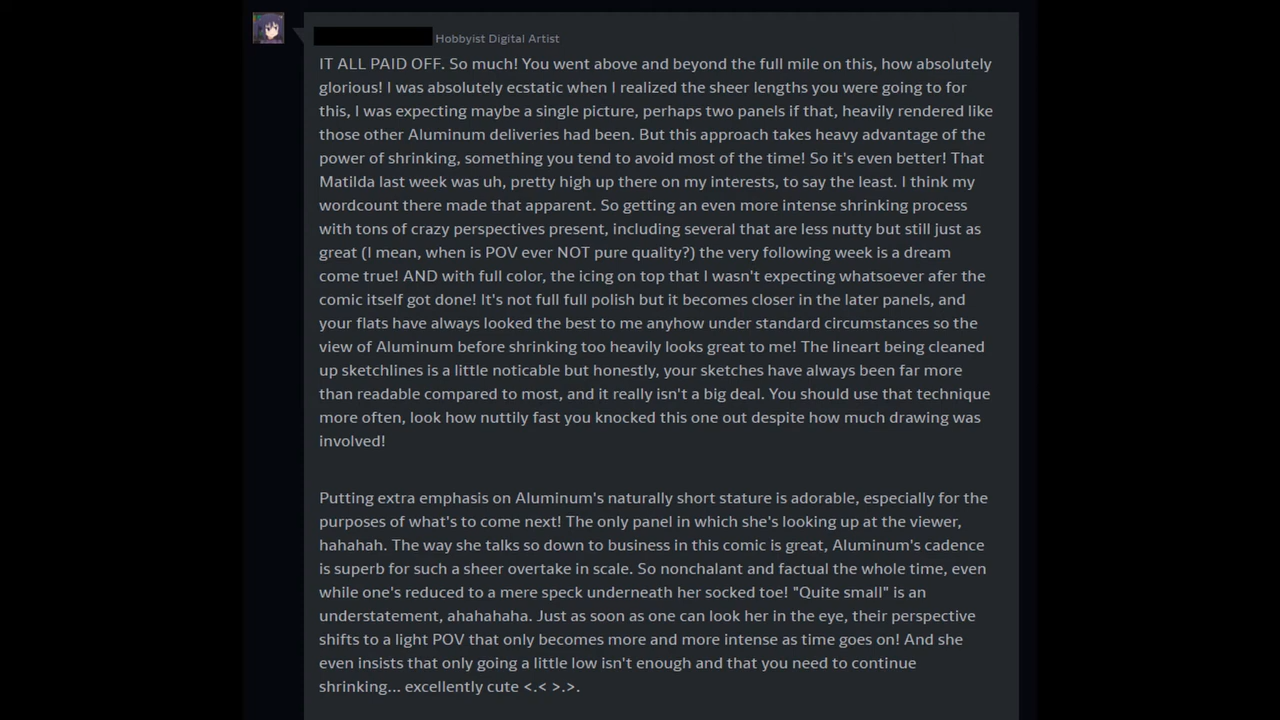 Hobbyist Digital Artist
IT ALL PAID OFF. So much! You went above and beyond the full mile on this, how absolutely
glorious! I was absolutely ecstatic when I realized the sheer lengths you were going to for
this, I was expecting maybe a single picture, perhaps two panels if that, heavily rendered like
those other Aluminum deliveries had been. But this approach takes heavy advantage of the
power of shrinking, something you tend to avoid most of the time! So it's even better! That
Matilda last week was uh, pretty high up there on my interests, to say the least. I think my
wordcount there made that apparent. So getting an even more intense shrinking process
with tons of crazy perspectives present, including several that are less nutty but still just as
great (I mean, when is POV ever NOT pure quality?) the very following week is a dream
come true! AND with full color, the icing on top that I wasn't expecting whatsoever afer the
comic itself got done! It's not full full polish but it becomes closer in the later panels, and
your flats have always looked the best to me anyhow under standard circumstances so the
view of Aluminum before shrinking too heavily looks great to me! The lineart being cleaned
up sketchlines is a little noticable but honestly, your sketches have always been far more
than readable compared to most, and it really isn't a big deal. You should use that technique
more often, look how nuttily fast you knocked this one out despite how much drawing was
involved!
Putting extra emphasis on Aluminum's naturally short stature is adorable, especially for the
purposes of what's to come next! The only panel in which she's looking up at the viewer,
hahahah. The way she talks so down to business in this comic is great, Aluminum's cadence
is superb for such a sheer overtake in scale. So nonchalant and factual the whole time, even
while one's reduced to a mere speck underneath her socked toe! "Quite small" is an
understatement, ahahahaha. Just as soon as one can look her in the eye, their perspective
shifts to a light POV that only becomes more and more intense as time goes on! And she
even insists that only going a little low isn't enough and that you need to continue
shrinking... excellently cute <.< >.>.